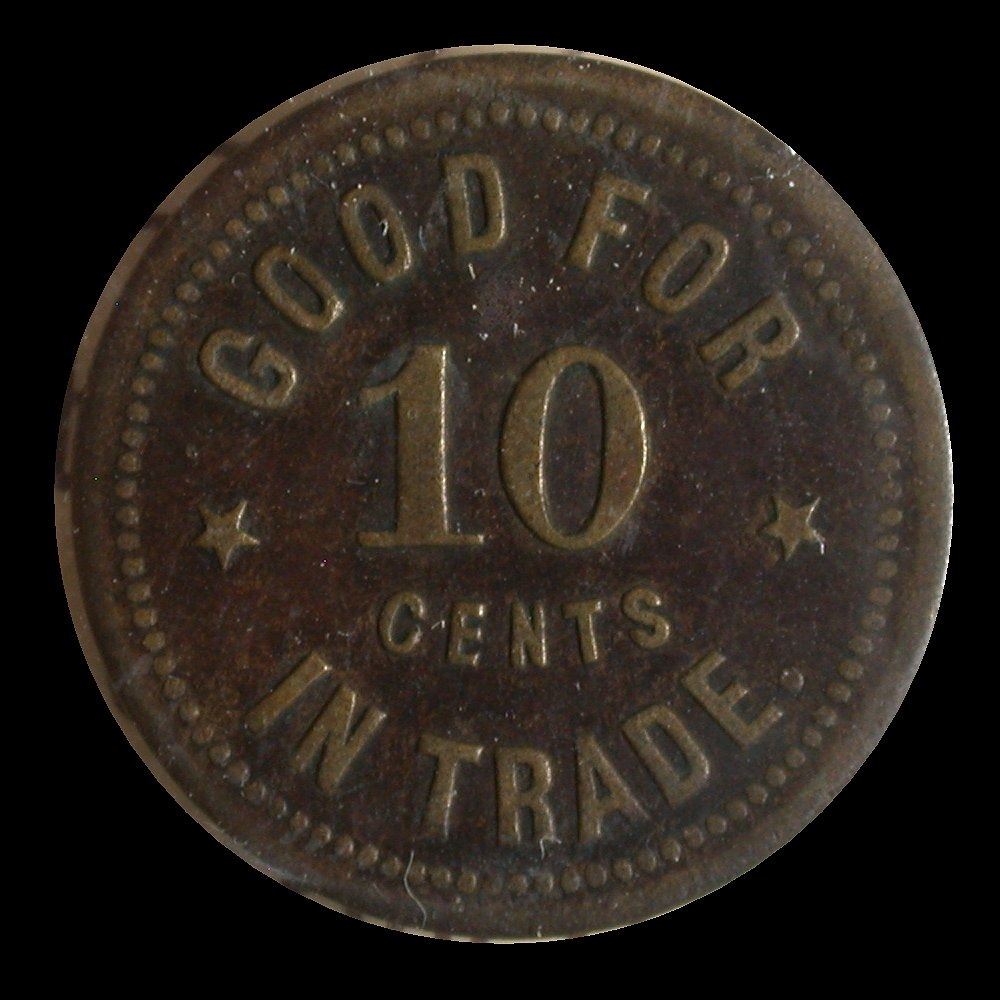 GOOD FOR
10
CENTS
IN TRADE.